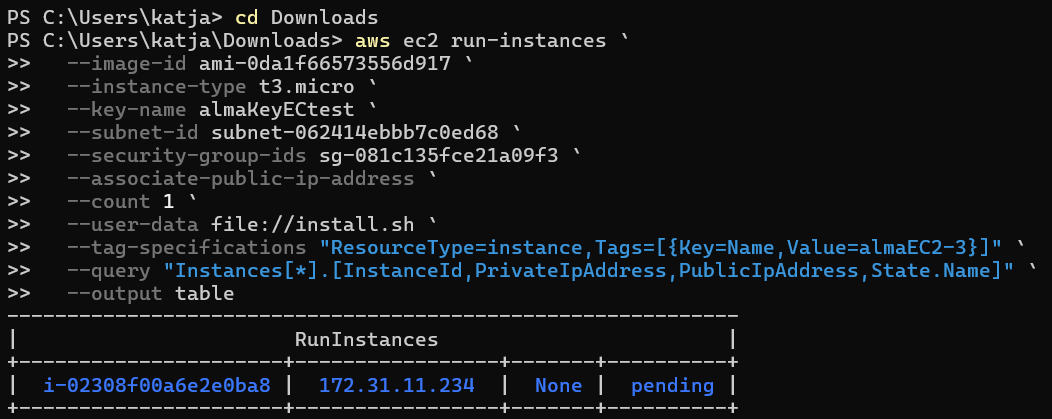 PS C:\Users\katja> cd Downloads
PS C:\Users\katja\Downloads> aws ec2 run-instances `
>>   --image-id ami-0da1f66573556d917 `
>>   --instance-type t3.micro `
>>   --key-name almaKeyECtest `
>>   --subnet-id subnet-062414ebbb7c0ed68 `
>>   --security-group-ids sg-081c135fce21a09f3 `
>>   --associate-public-ip-address `
>>   --count 1 `
>>   --user-data file://install.sh `
>>   --tag-specifications "ResourceType=instance,Tags=[{Key=Name,Value=almaEC2-3}]" `
>>   --query "Instances[*].[InstanceId,PrivateIpAddress,PublicIpAddress,State.Name]" `
>>   --output table
-------------------------------------------------------------
|                       RunInstances                        |
+----------------------+-----------------+-------+----------+
|  i-02308f00a6e2e0ba8 |  172.31.11.234  |  None |  pending |
+----------------------+-----------------+-------+----------+